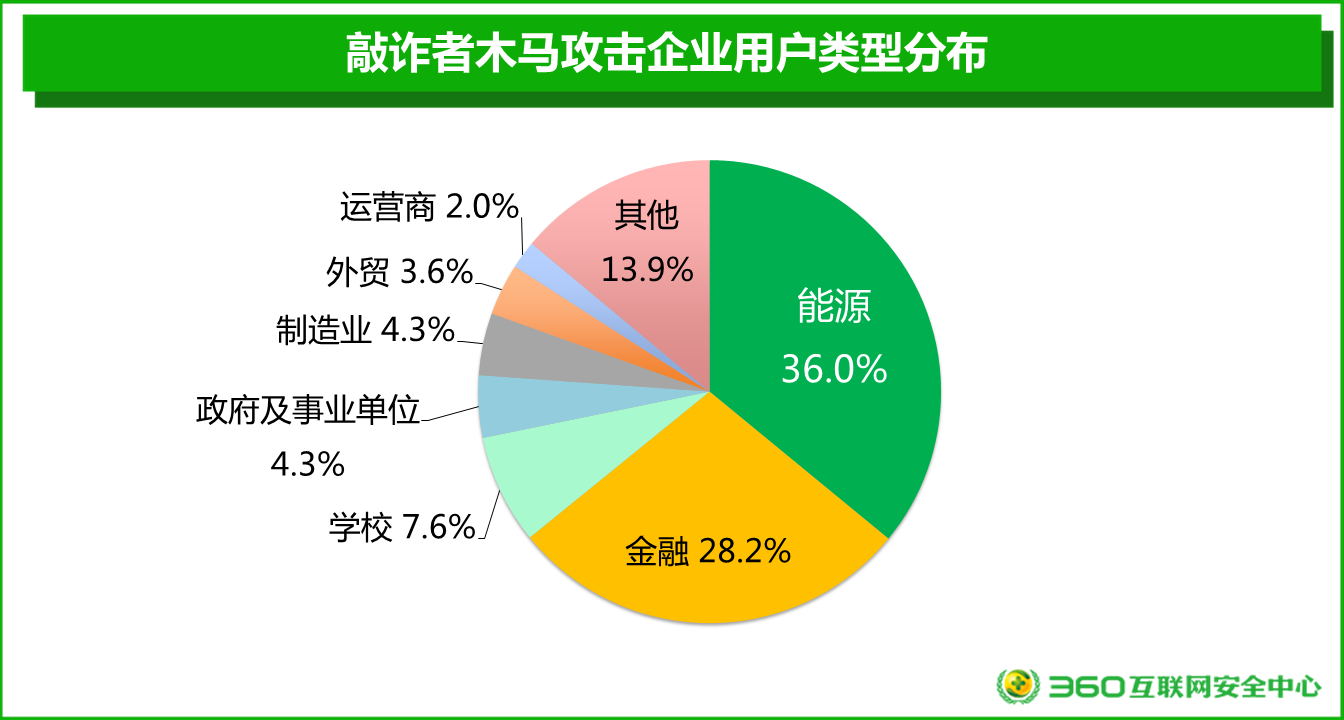 敲诈者木马攻击企业用户类型分布
运营商 2.0%
其他
13.9%
外贸 3.6%
能源
36.0%
制造业 4.3%
政府及事业单位
4.3%
学校 7.6%
金融 28.2%
360互联网安全中心